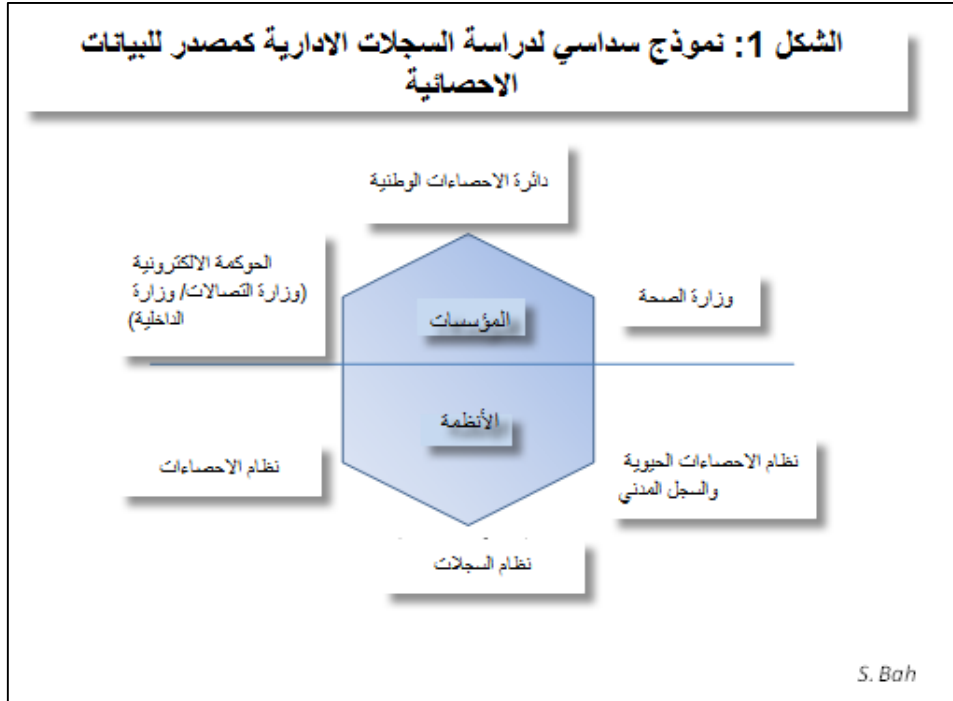 الشكل 1: نموذج سداسي لدراسة السجلات الادارية كمصدر للبيانات
الاحصائية
دائرة الاحصاءات الوطنية
الحوكمة الالكترونية
(وزارة التصالات/ وزارة
الداخلية)
وزارة الصحة
المؤسسات
الأنظمة
نظام الاحصاءات الحيوية
والسجل المدني
نظام الاحصاءات
نظام السجلات
S. Bah